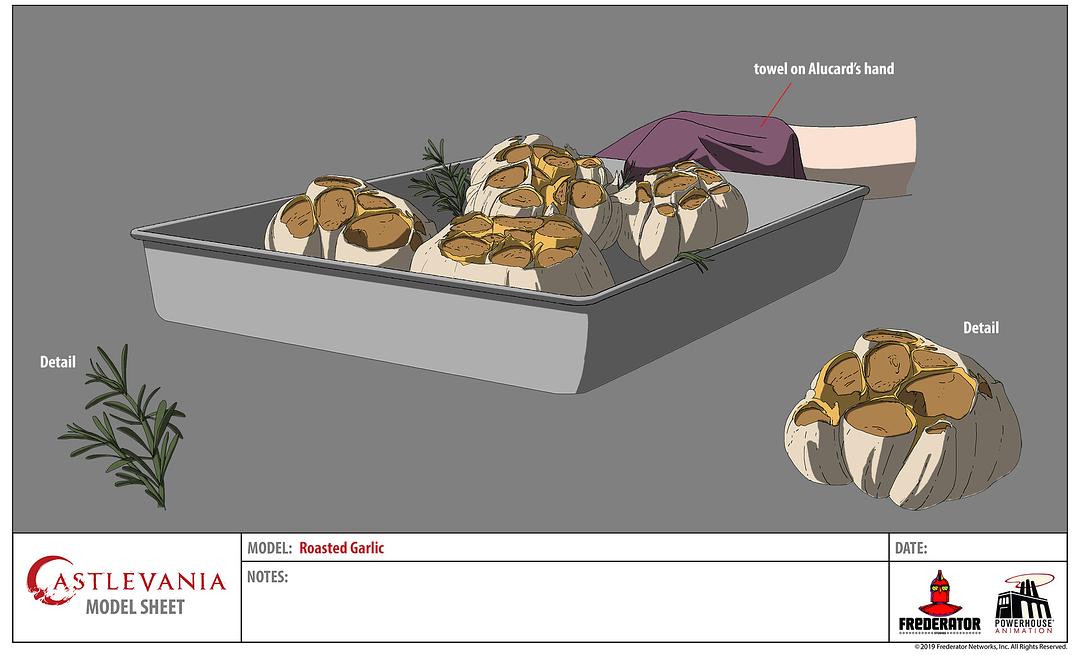 towel on Alucard's hand
Detail
Detail
MODEL: Roasted Garlic
DATE:
NOTES:
CASTLEVANIA
MODEL SHEET
FREDERATOR
POWERHOUSE
ANIMATION
©2019 Frederator Networks, Inc. All Rights Reserved.